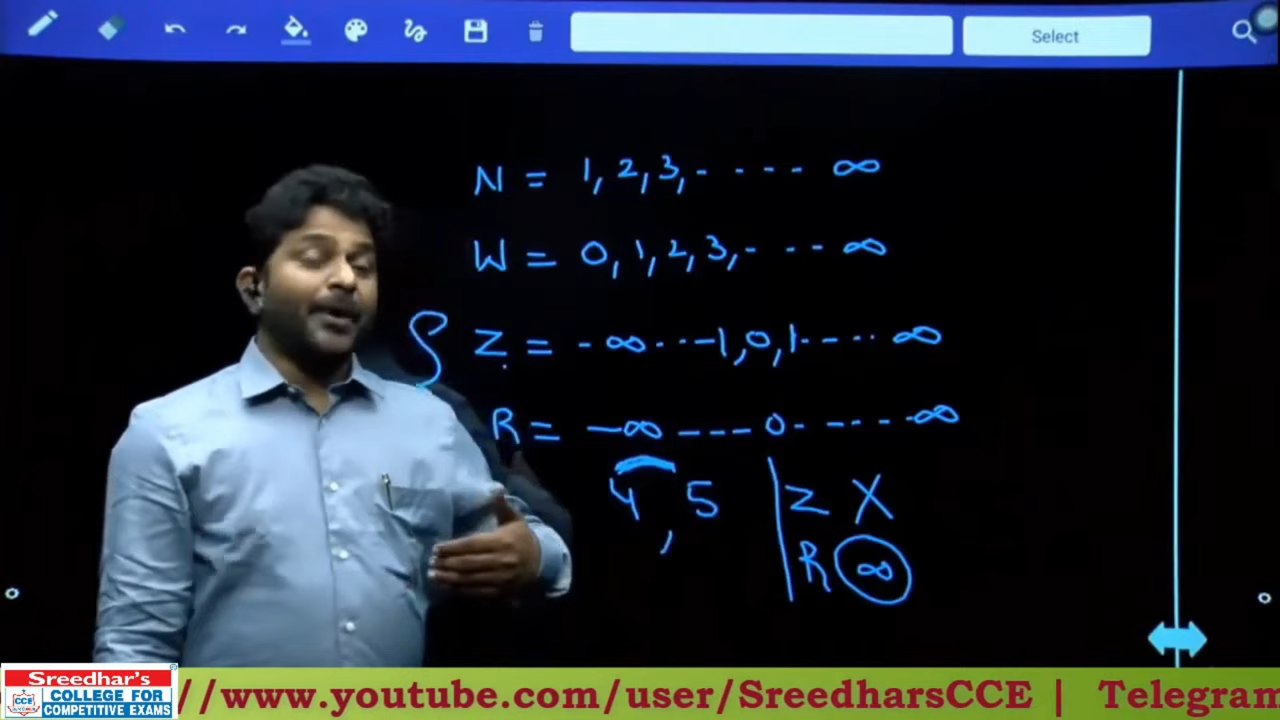 Select
N = 1, 2, 3, - - - - - ∞
W = 0, 1, 2, 3, - - - - ∞
Z = - ∞ - - - -1, 0, 1 - - - - - ∞
R = - ∞ - - - - 0 - - - - - ∞
4, 5 | Z X
R ∞
Sreedhar's
CCE
COLLEGE FOR
COMPETITIVE EXAMS
//www.youtube.com/user/SreedharsCCE | Telegram